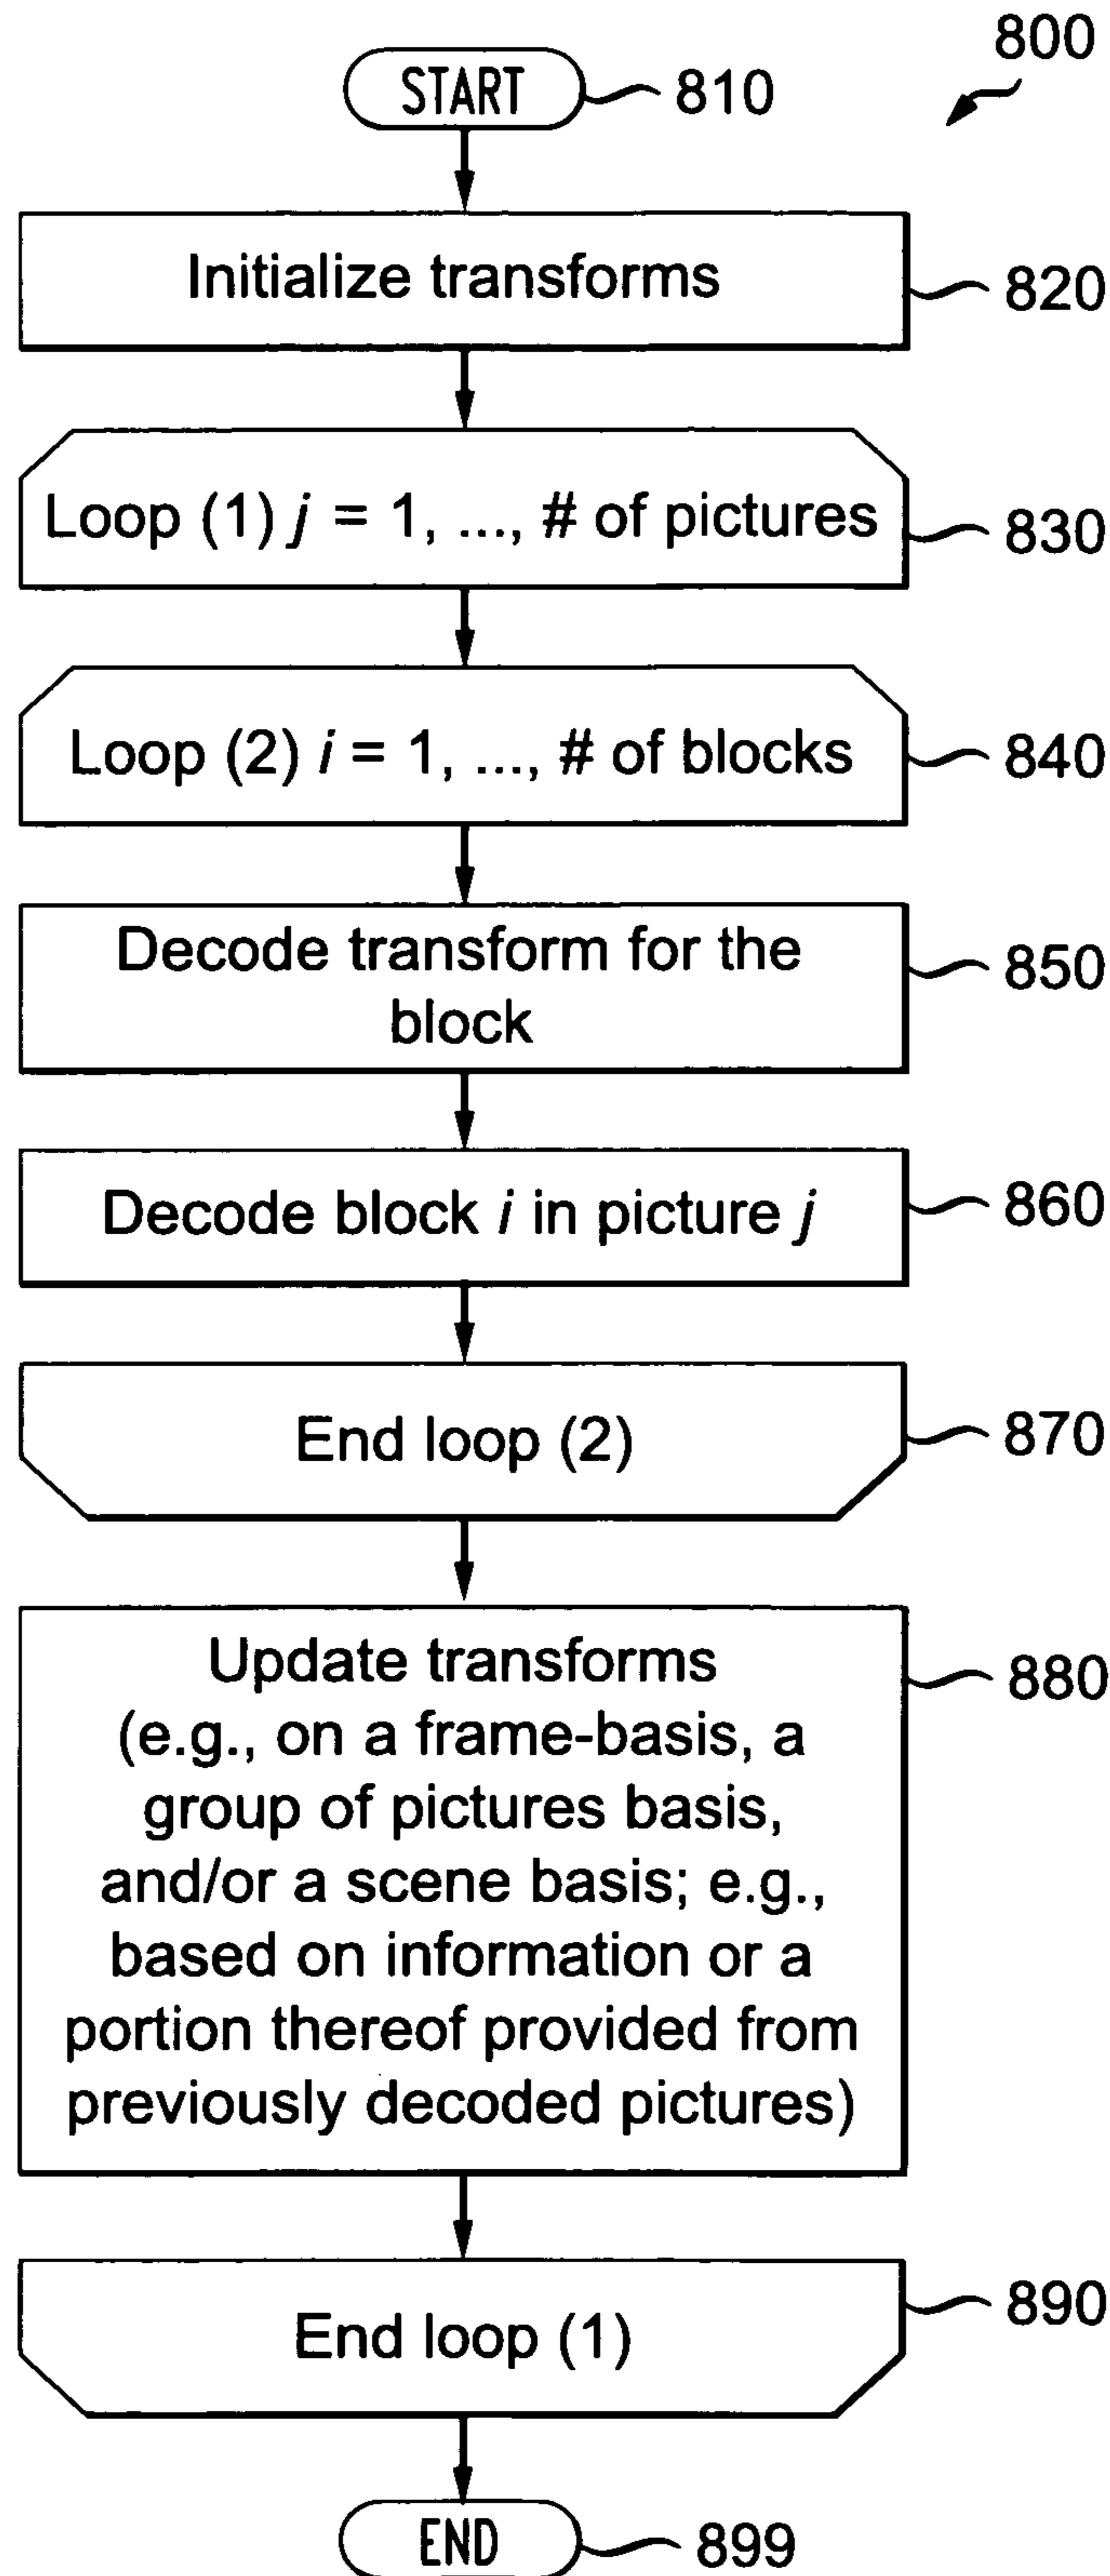 800
START
810
Initialize transforms
820
Loop (1) j = 1, ..., # of pictures
830
Loop (2) i = 1, ..., # of blocks
840
Decode transform for the
block
850
Decode block i in picture j
860
End loop (2)
870
Update transforms
(e.g., on a frame-basis, a
group of pictures basis,
and/or a scene basis; e.g.,
based on information or a
portion thereof provided from
previously decoded pictures)
880
End loop (1)
890
END
899